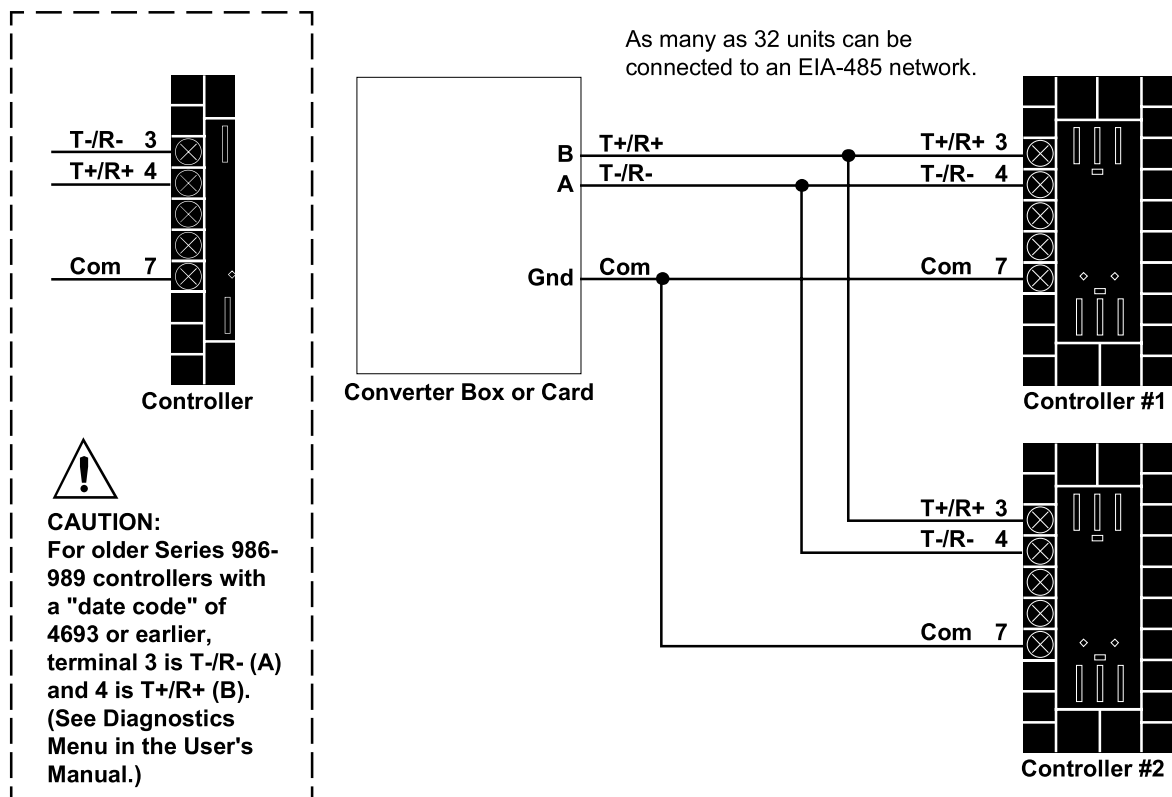 As many as 32 units can be
connected to an EIA-485 network.
T-/R- 3
T+/R+ 4
Com 7
Controller
CAUTION:
For older Series 986-
989 controllers with
a "date code" of
4693 or earlier,
terminal 3 is T-/R- (A)
and 4 is T+/R+ (B).
(See Diagnostics
Menu in the User's
Manual.)
B T+/R+
A T-/R-
Gnd Com
Converter Box or Card
T+/R+ 3
T-/R- 4
Com 7
Controller #1
T+/R+ 3
T-/R- 4
Com 7
Controller #2